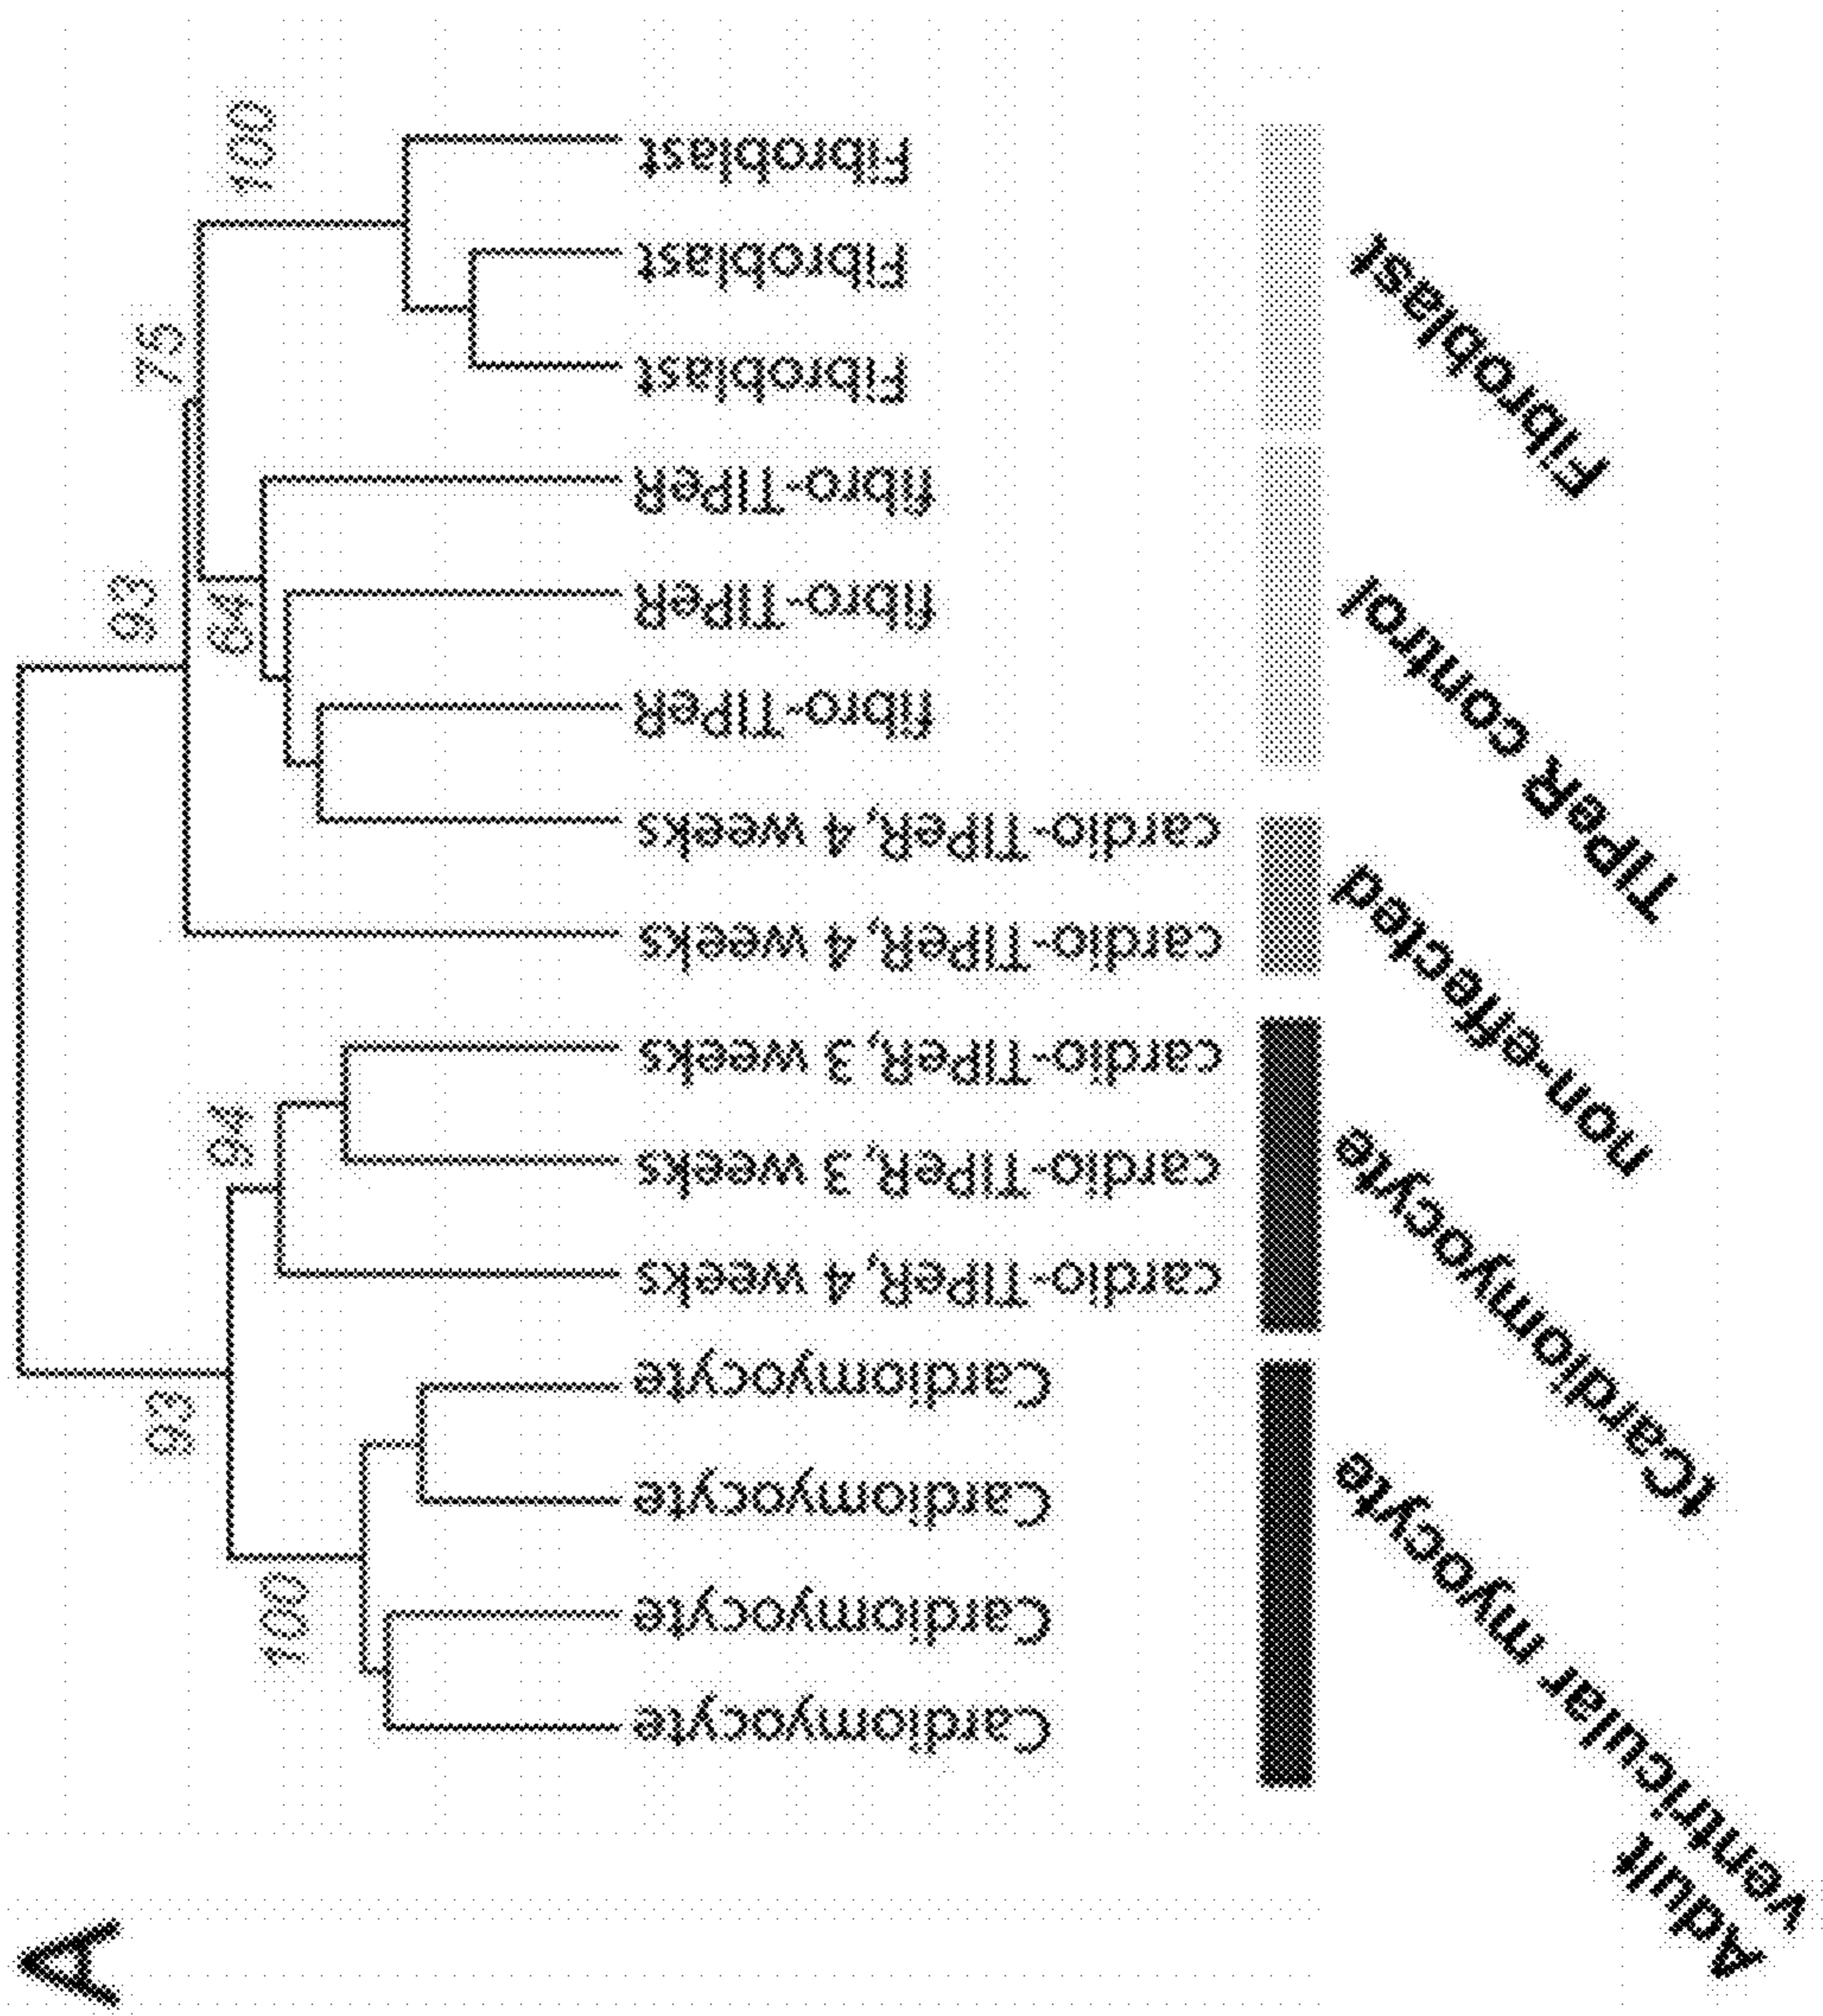 A
93
93
100
94
64
75
100
Cardiomyocyte
Cardiomyocyte
Cardiomyocyte
Cardiomyocyte
cardio-TIPeR, 4 weeks
cardio-TIPeR, 3 weeks
cardio-TIPeR, 3 weeks
cardio-TIPeR, 4 weeks
cardio-TIPeR, 4 weeks
fibro-TIPeR
fibro-TIPeR
fibro-TIPeR
Fibroblast
Fibroblast
Fibroblast
Adult
ventricular myocyte
tCardiomyocyte
non-effected
TIPeR control
Fibroblast